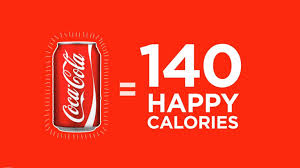 Coca-Cola
= 140
HAPPY
CALORIES